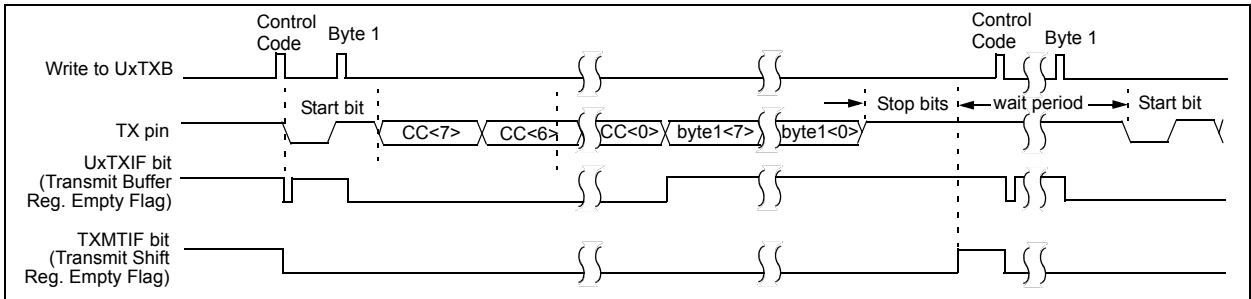 Control
Code
Byte 1
Control
Code
Byte 1
Write to UxTXB
Start bit
Stop bits
wait period
Start bit
TX pin
CC<7>
CC<6>
CC<0>
byte1<7>
byte1<0>
UxTXIF bit
(Transmit Buffer
Reg. Empty Flag)
TXMTIF bit
(Transmit Shift
Reg. Empty Flag)